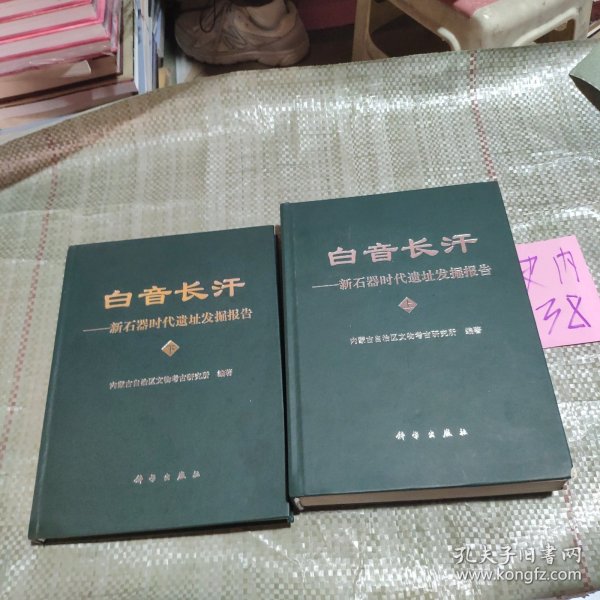 白音长汗
——新石器时代遗址发掘报告
下
内蒙古自治区文物考古研究所 编著
科学出版社
白音长汗
——新石器时代遗址发掘报告
上
内蒙古自治区文物考古研究所 编著
科学出版社
史内
38
孔夫子旧书网
www.kongfz.com